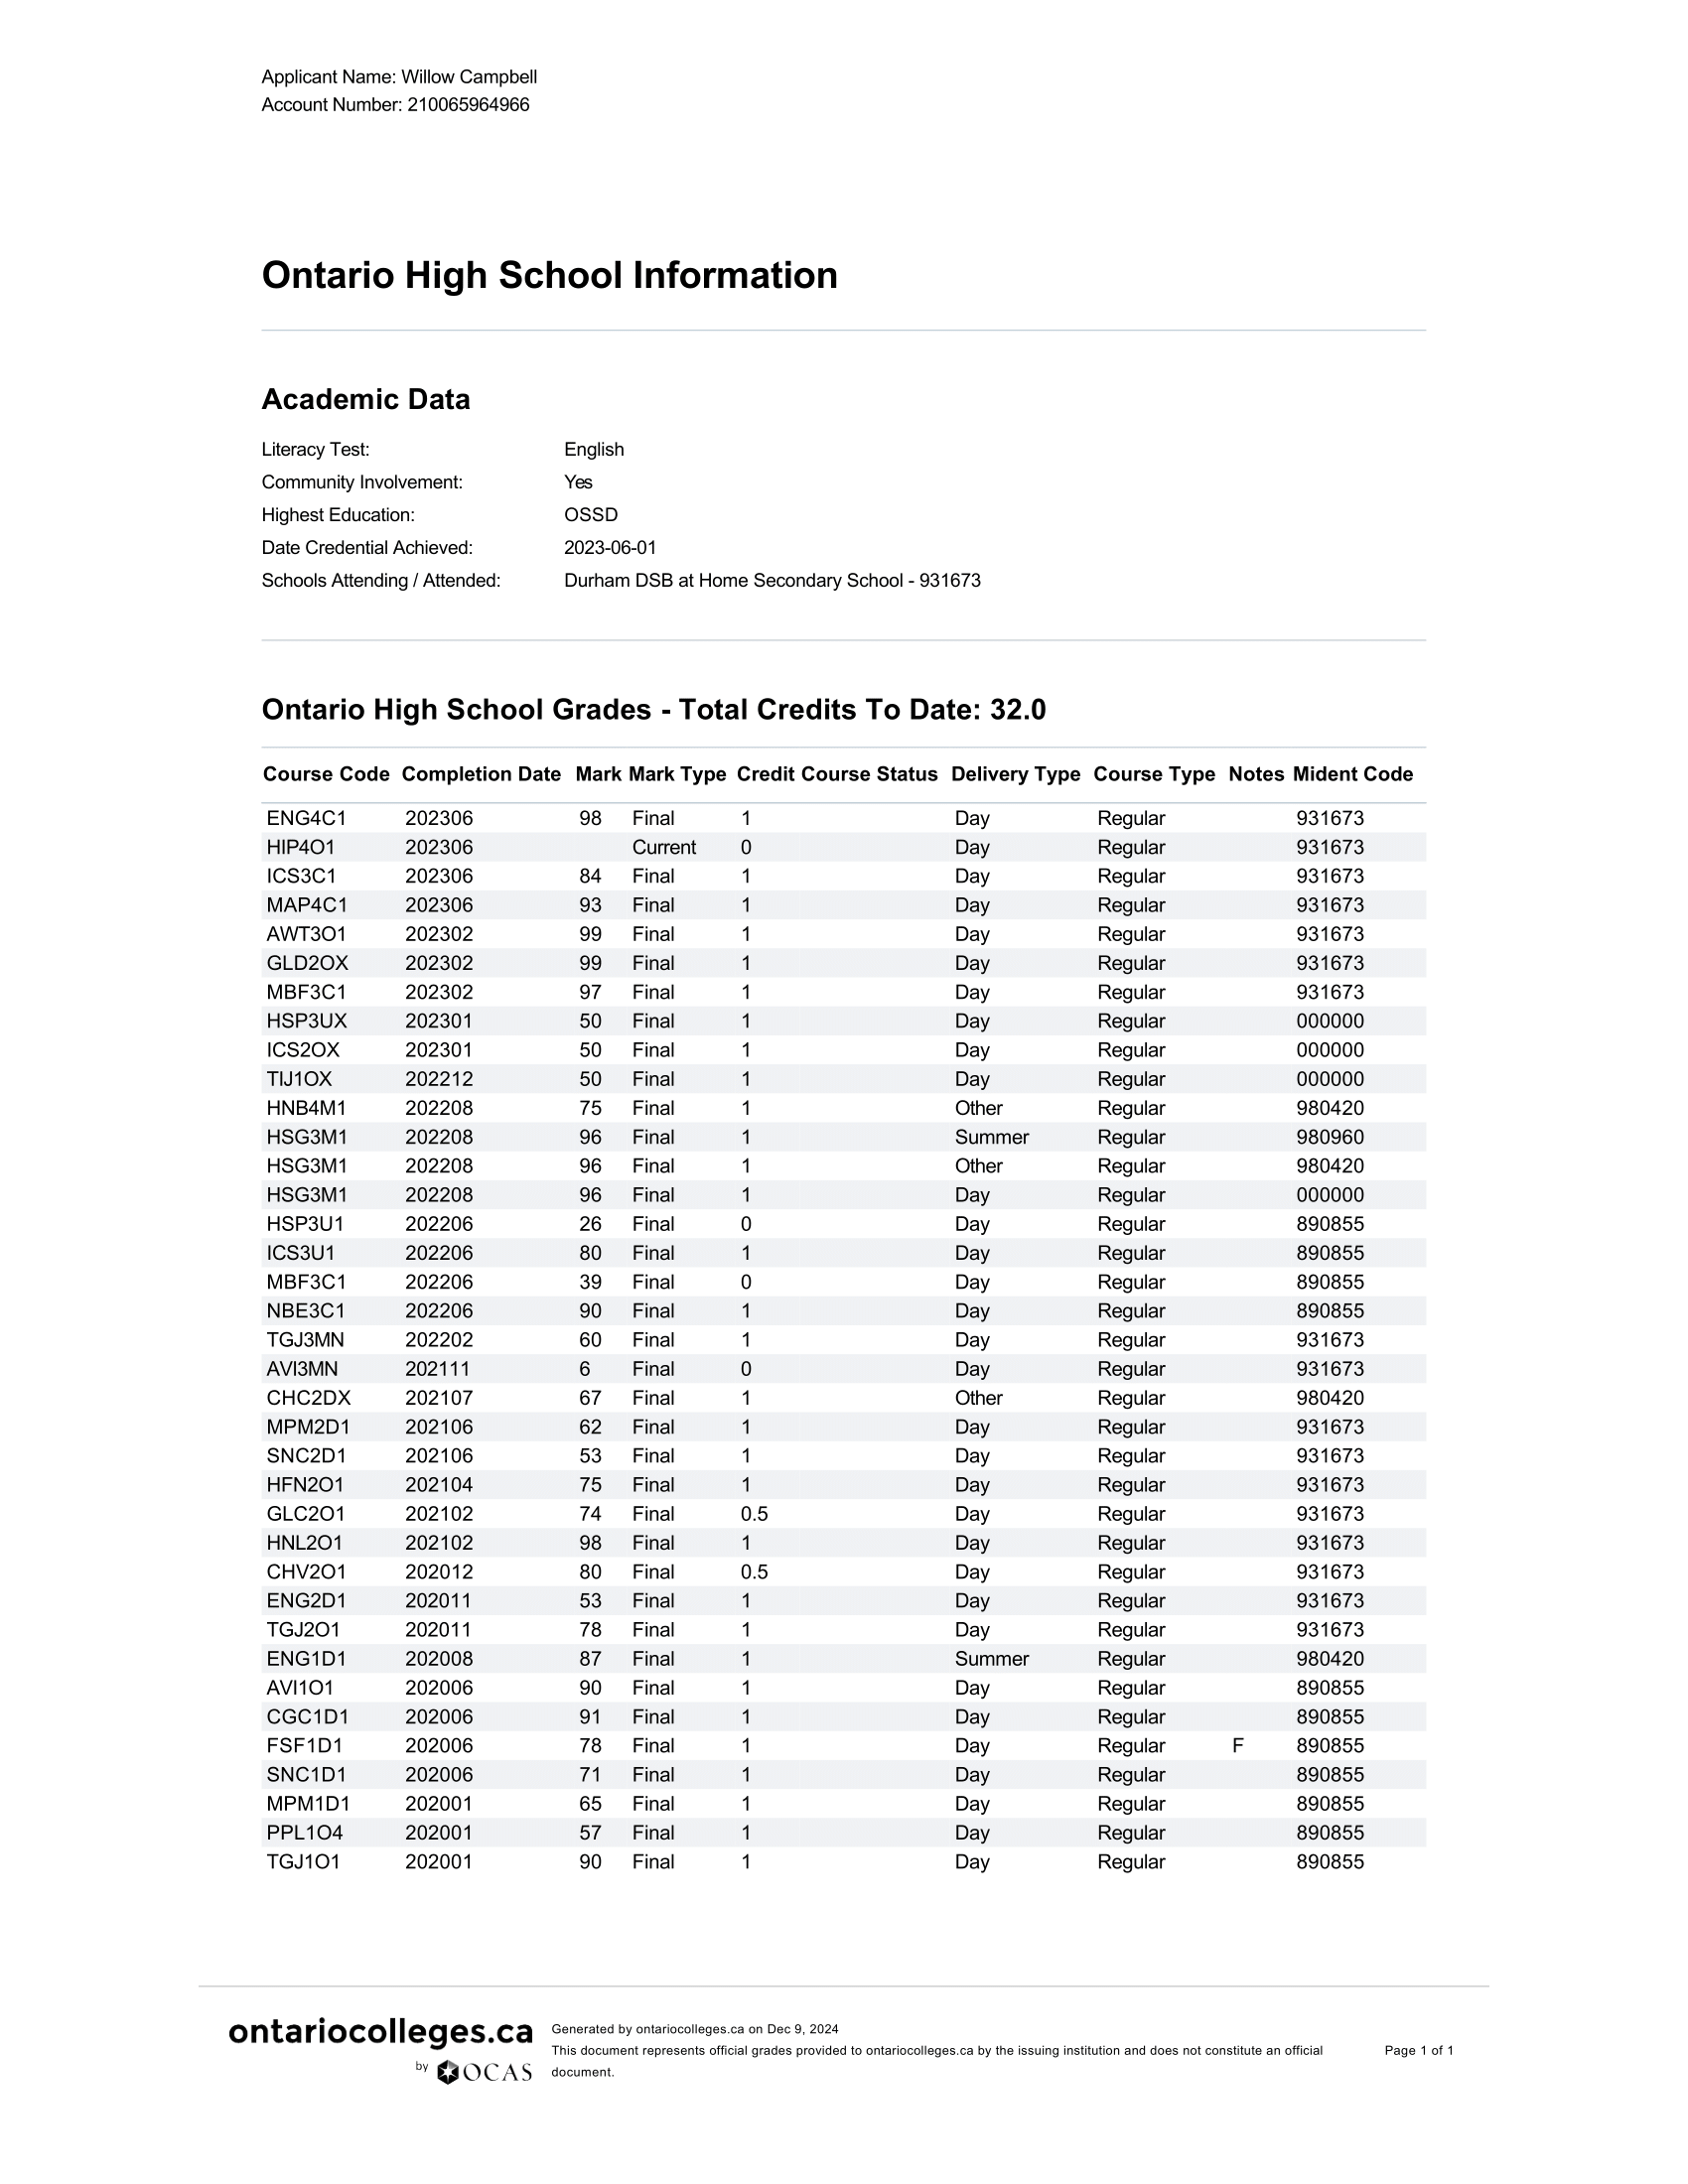 Applicant Name: Willow Campbell
Account Number: 210065964966
Ontario High School Information
Academic Data
Literacy Test: English
Community Involvement: Yes
Highest Education: OSSD
Date Credential Achieved: 2023-06-01
Schools Attending / Attended: Durham DSB at Home Secondary School - 931673
Ontario High School Grades - Total Credits To Date: 32.0
Course Code Completion Date Mark Mark Type Credit Course Status Delivery Type Course Type Notes Mident Code
ENG4C1 202306 98 Final 1 Day Regular 931673
HIP4O1 202306 Current 0 Day Regular 931673
ICS3C1 202306 84 Final 1 Day Regular 931673
MAP4C1 202306 93 Final 1 Day Regular 931673
AWT3O1 202302 99 Final 1 Day Regular 931673
GLD2OX 202302 99 Final 1 Day Regular 931673
MBF3C1 202302 97 Final 1 Day Regular 931673
HSP3UX 202301 50 Final 1 Day Regular 000000
ICS2OX 202301 50 Final 1 Day Regular 000000
TIJ1OX 202212 50 Final 1 Day Regular 000000
HNB4M1 202208 75 Final 1 Other Regular 980420
HSG3M1 202208 96 Final 1 Summer Regular 980960
HSG3M1 202208 96 Final 1 Other Regular 980420
HSG3M1 202208 96 Final 1 Day Regular 000000
HSP3U1 202206 26 Final 0 Day Regular 890855
ICS3U1 202206 80 Final 1 Day Regular 890855
MBF3C1 202206 39 Final 0 Day Regular 890855
NBE3C1 202206 90 Final 1 Day Regular 890855
TGJ3MN 202202 60 Final 1 Day Regular 931673
AVI3MN 202111 6 Final 0 Day Regular 931673
CHC2DX 202107 67 Final 1 Other Regular 980420
MPM2D1 202106 62 Final 1 Day Regular 931673
SNC2D1 202106 53 Final 1 Day Regular 931673
HFN2O1 202104 75 Final 1 Day Regular 931673
GLC2O1 202102 74 Final 0.5 Day Regular 931673
HNL2O1 202102 98 Final 1 Day Regular 931673
CHV2O1 202012 80 Final 0.5 Day Regular 931673
ENG2D1 202011 53 Final 1 Day Regular 931673
TGJ2O1 202011 78 Final 1 Day Regular 931673
ENG1D1 202008 87 Final 1 Summer Regular 980420
AVI1O1 202006 90 Final 1 Day Regular 890855
CGC1D1 202006 91 Final 1 Day Regular 890855
FSF1D1 202006 78 Final 1 Day Regular F 890855
SNC1D1 202006 71 Final 1 Day Regular 890855
MPM1D1 202001 65 Final 1 Day Regular 890855
PPL1O4 202001 57 Final 1 Day Regular 890855
TGJ1O1 202001 90 Final 1 Day Regular 890855
ontariocolleges.ca
by OCAS
Generated by ontariocolleges.ca on Dec 9, 2024
This document represents official grades provided to ontariocolleges.ca by the issuing institution and does not constitute an official
document.
Page 1 of 1